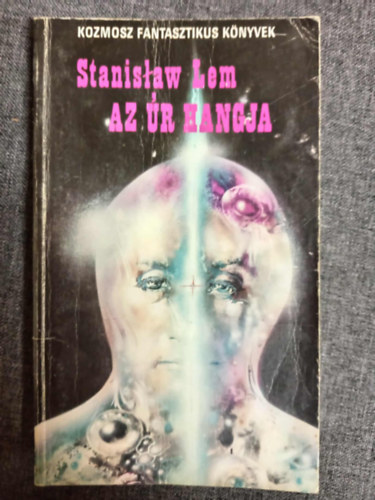 KOZMOSZ FANTASZTIKUS KÖNYVEK
Stanisław Lem
AZ ÚR HANGJA